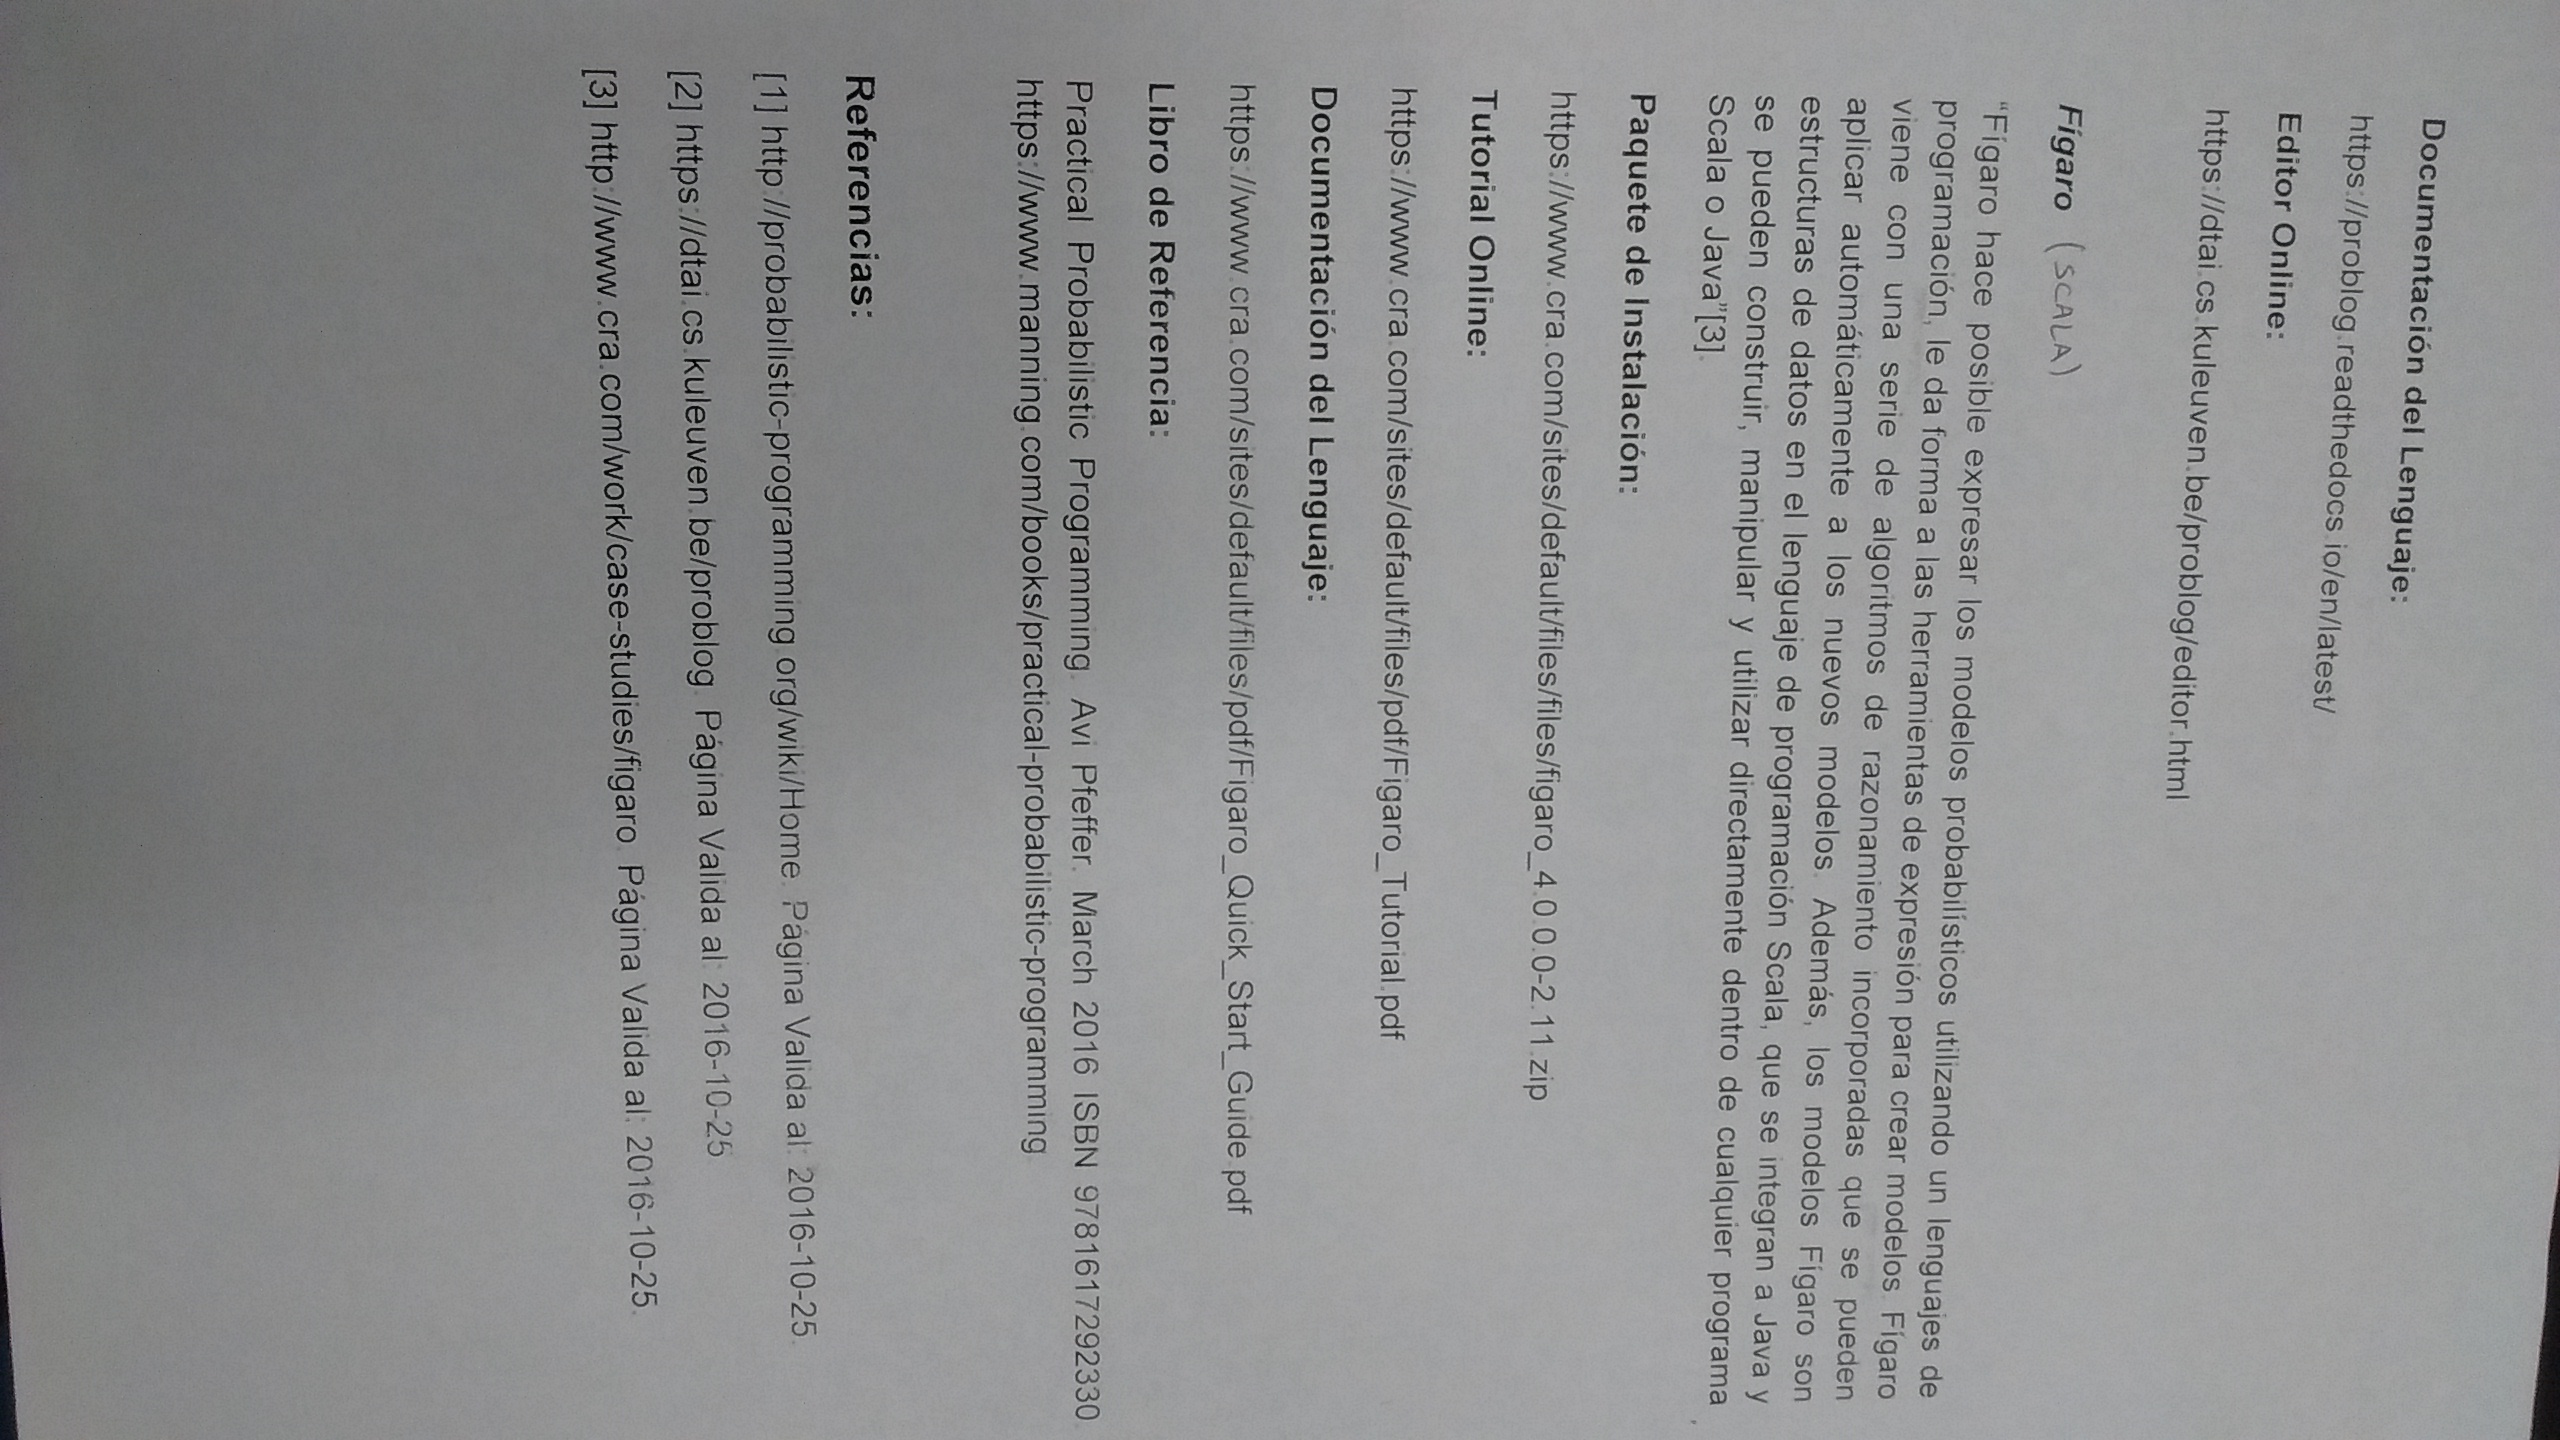 Documentación del Lenguaje:
https://problog.readthedocs.io/en/latest/
Editor Online:
https://dtai.cs.kuleuven.be/problog/editor.html
Fígaro (SCALA)
“Fígaro hace posible expresar los modelos probabilísticos utilizando un lenguajes de
programación, le da forma a las herramientas de expresión para crear modelos. Fígaro
viene con una serie de algoritmos de razonamiento incorporadas que se pueden
aplicar automáticamente a los nuevos modelos. Además, los modelos Fígaro son
estructuras de datos en el lenguaje de programación Scala, que se integran a Java y
se pueden construir, manipular y utilizar directamente dentro de cualquier programa
Scala o Java”[3].
Paquete de Instalación:
https://www.cra.com/sites/default/files/files/figaro_4.0.0.0-2.11.zip
Tutorial Online:
https://www.cra.com/sites/default/files/pdf/Figaro_Tutorial.pdf
Documentación del Lenguaje:
https://www.cra.com/sites/default/files/pdf/Figaro_Quick_Start_Guide.pdf
Libro de Referencia:
Practical Probabilistic Programming. Avi Pfeffer. March 2016 ISBN 9781617292330.
https://www.manning.com/books/practical-probabilistic-programming
Referencias:
[1] http://probabilistic-programming.org/wiki/Home. Página Valida al: 2016-10-25.
[2] https://dtai.cs.kuleuven.be/problog. Página Valida al: 2016-10-25
[3] http://www.cra.com/work/case-studies/figaro. Página Valida al: 2016-10-25.